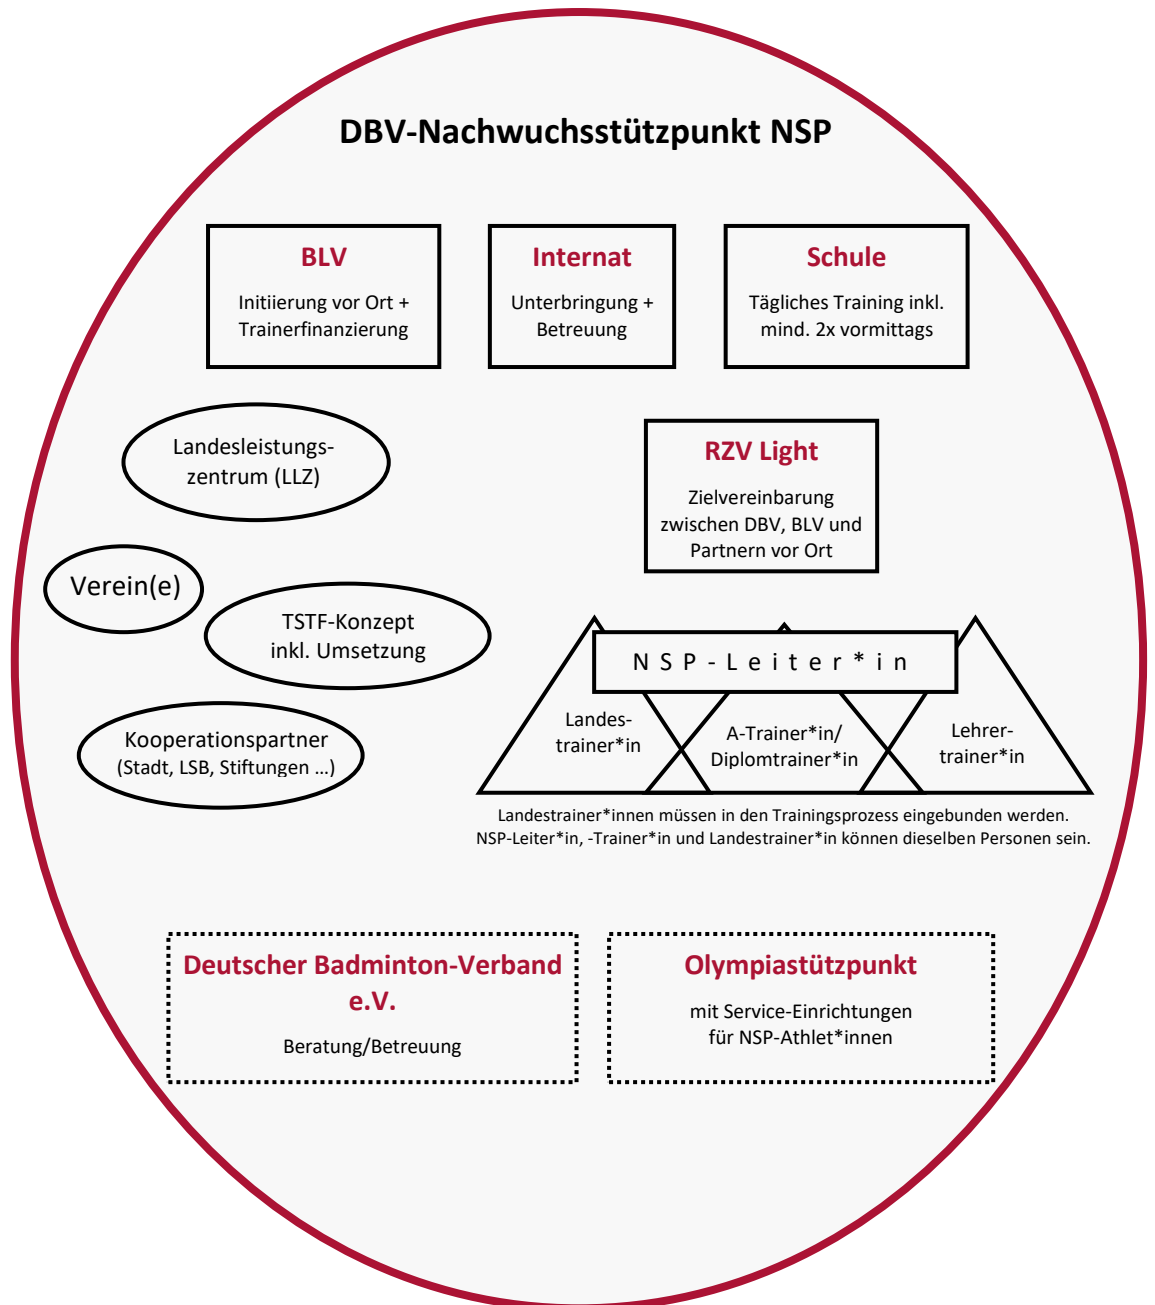 DBV-Nachwuchsstützpunkt NSP
BLV
Initiierung vor Ort +
Trainerfinanzierung
Internat
Unterbringung +
Betreuung
Schule
Tägliches Training inkl.
mind. 2x vormittags
Landesleistungs-
zentrum (LLZ)
RZV Light
Zielvereinbarung
zwischen DBV, BLV und
Partnern vor Ort
Verein(e)
TSTF-Konzept
inkl. Umsetzung
Kooperationspartner
(Stadt, LSB, Stiftungen ...)
NSP-Leiter*in
Landes-
trainer*in
A-Trainer*in/
Diplomtrainer*in
Lehrer-
trainer*in
Landestrainer*innen müssen in den Trainingsprozess eingebunden werden.
NSP-Leiter*in, -Trainer*in und Landestrainer*in können dieselben Personen sein.
Deutscher Badminton-Verband
e.V.
Beratung/Betreuung
Olympiastützpunkt
mit Service-Einrichtungen
für NSP-Athlet*innen